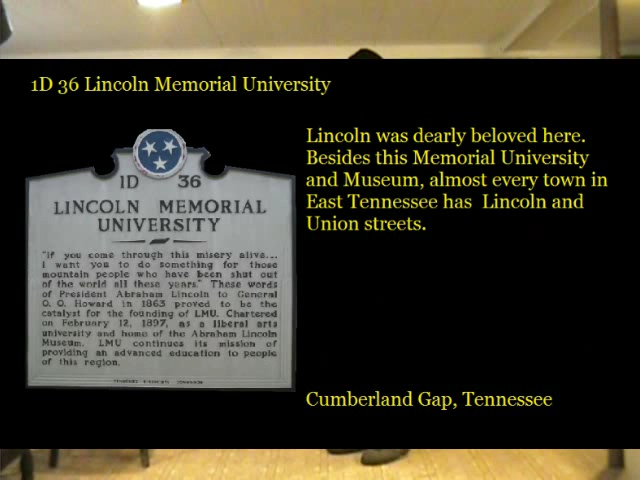 1D 36 Lincoln Memorial University
Lincoln was dearly beloved here.
Besides this Memorial University
and Museum, almost every town in
East Tennessee has Lincoln and
Union streets.
1D 36
LINCOLN MEMORIAL
UNIVERSITY
"If you come through this misery alive...
I want you to do something for those
mountain people who have been shut out
of the world all these years." These words
of President Abraham Lincoln to General
O. O. Howard in 1863 proved to be the
catalyst for the founding of LMU. Chartered
on February 12, 1897, as a liberal arts
university and home of the Abraham Lincoln
Museum, LMU continues its mission of
providing an advanced education to people
of this region.
Cumberland Gap, Tennessee